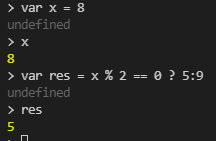 > var x = 8
undefined
> x
8
> var res = x % 2 == 0 ? 5:9
undefined
> res
5
>